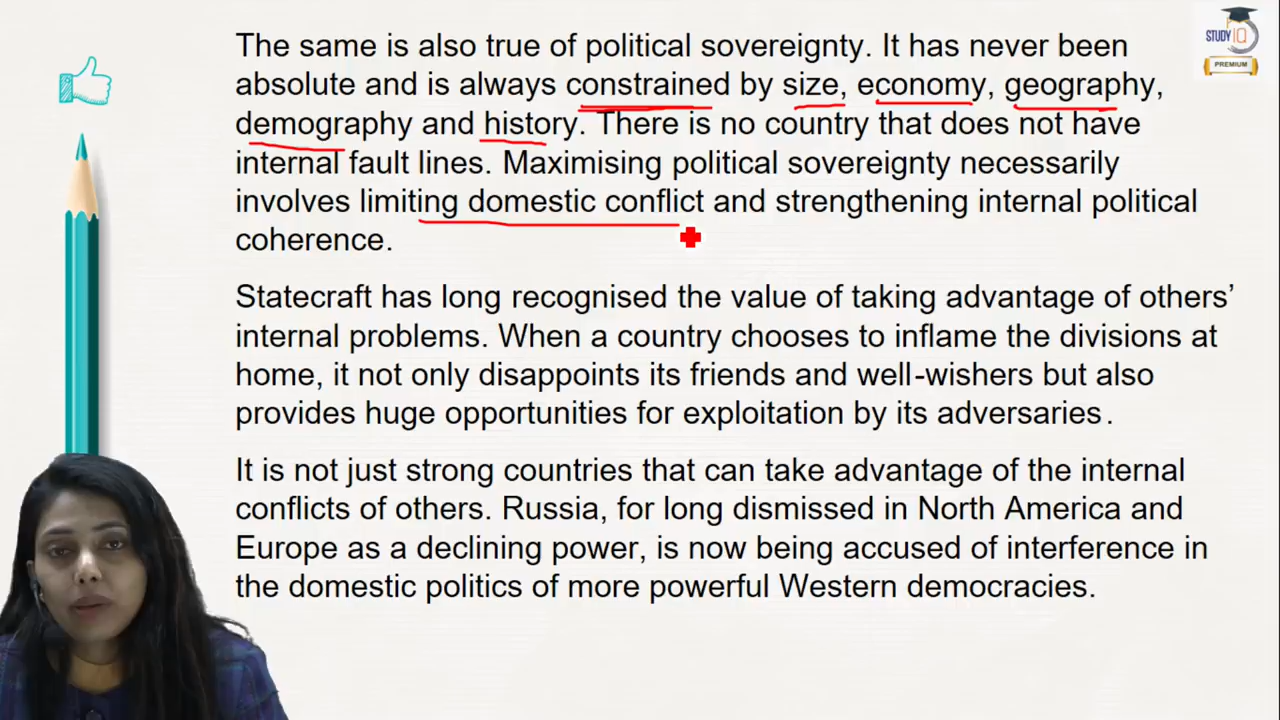 The same is also true of political sovereignty. It has never been
absolute and is always constrained by size, economy, geography,
demography and history. There is no country that does not have
internal fault lines. Maximising political sovereignty necessarily
involves limiting domestic conflict and strengthening internal political
coherence.
Statecraft has long recognised the value of taking advantage of others’
internal problems. When a country chooses to inflame the divisions at
home, it not only disappoints its friends and well-wishers but also
provides huge opportunities for exploitation by its adversaries.
It is not just strong countries that can take advantage of the internal
conflicts of others. Russia, for long dismissed in North America and
Europe as a declining power, is now being accused of interference in
the domestic politics of more powerful Western democracies.
STUDY IQ
PREMIUM